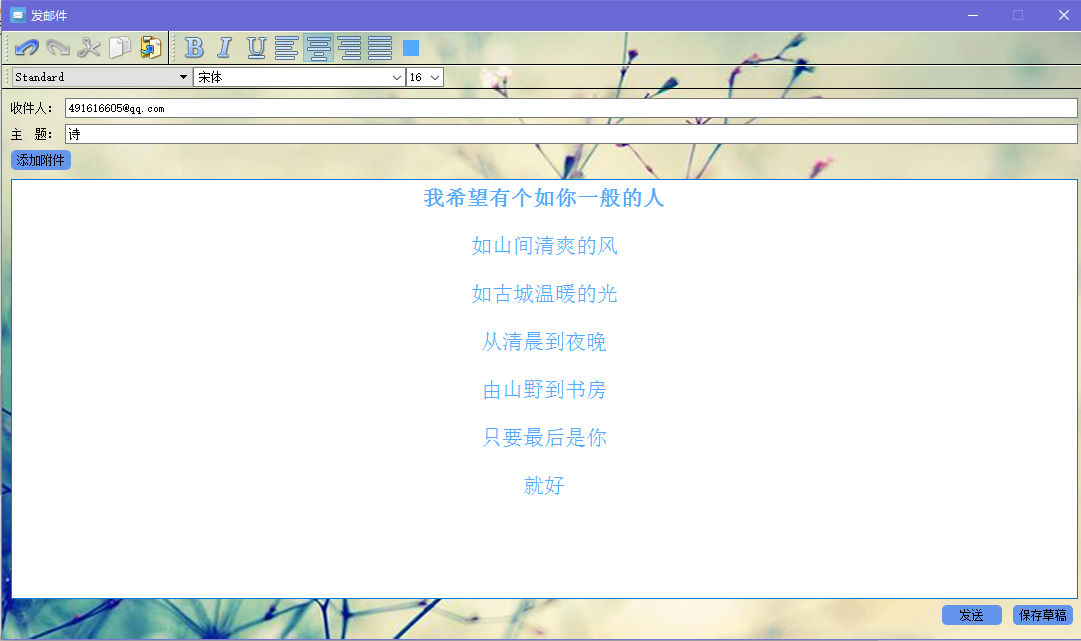 发邮件
B I U
Standard 宋体 16
收件人： 491616605@qq.com
主 题： 诗
添加附件
我希望有个如你一般的人
如山间清爽的风
如古城温暖的光
从清晨到夜晚
由山野到书房
只要最后是你
就好
发送 保存草稿